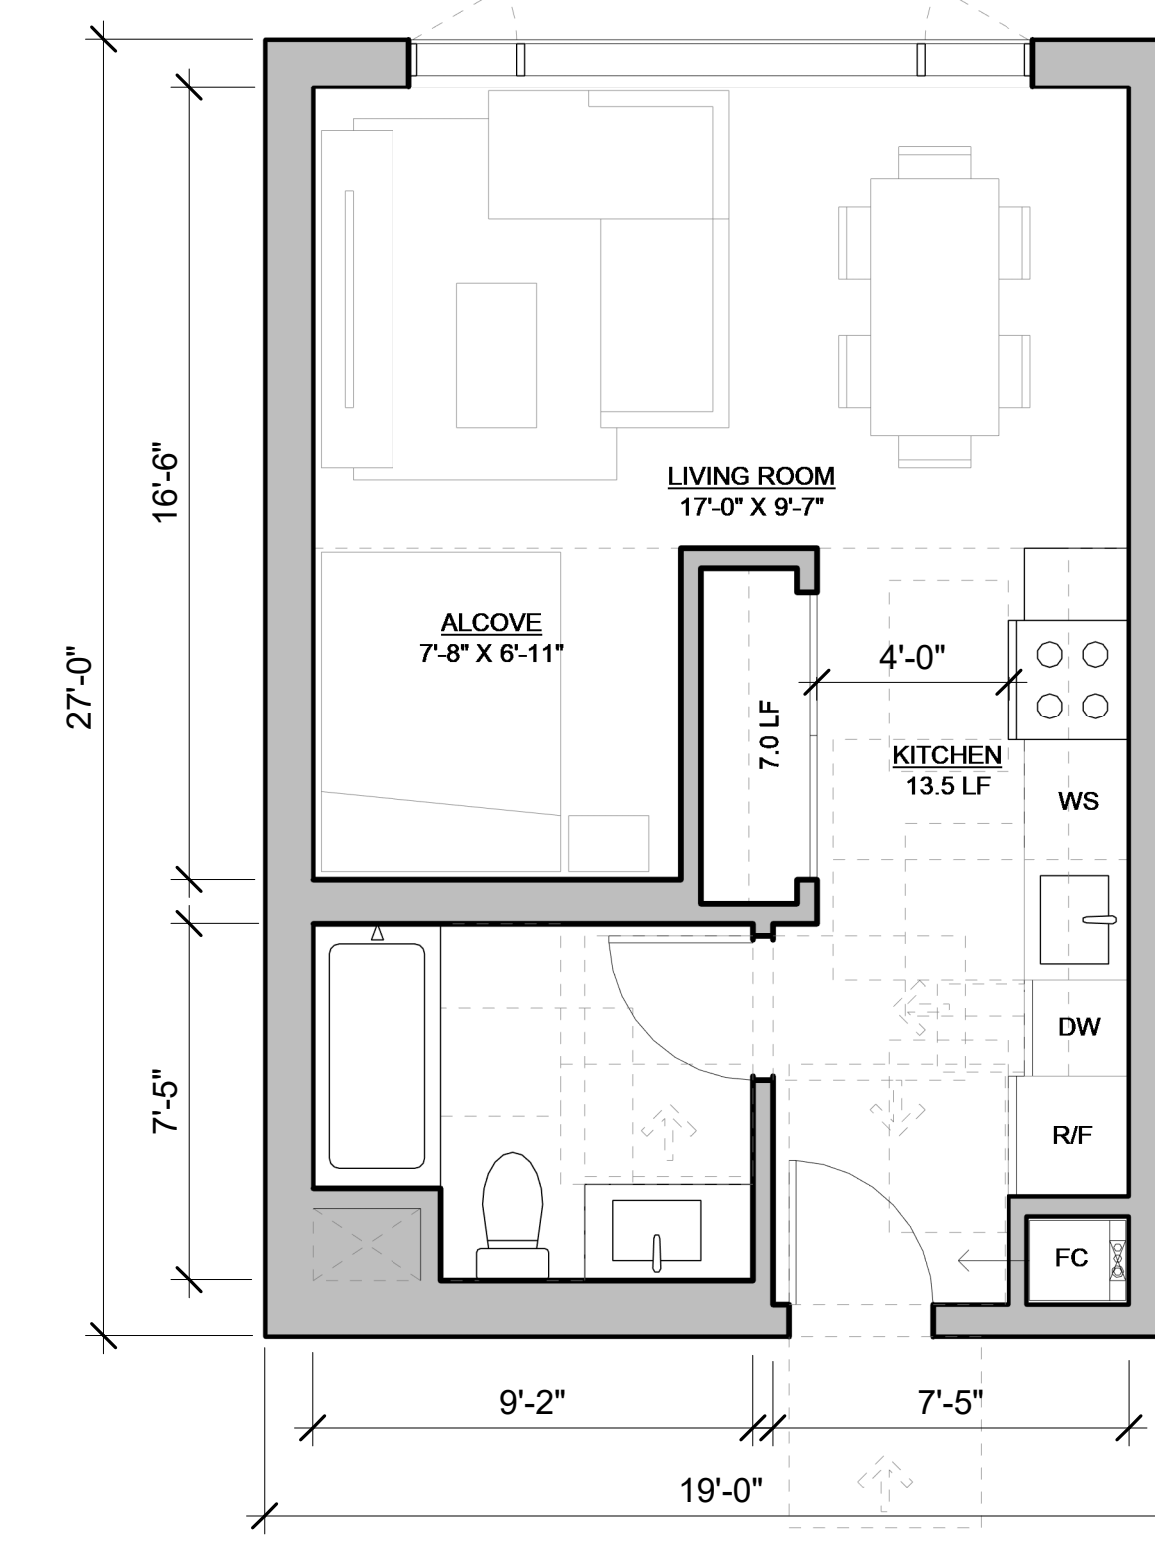 16'-6"
LIVING ROOM
17'-0" X 9'-7"
ALCOVE
7'-8" X 6'-11"
27'-0"
4'-0"
7.0 LF
KITCHEN
13.5 LF
WS
DW
7'-5"
R/F
FC
9'-2"
7'-5"
19'-0"